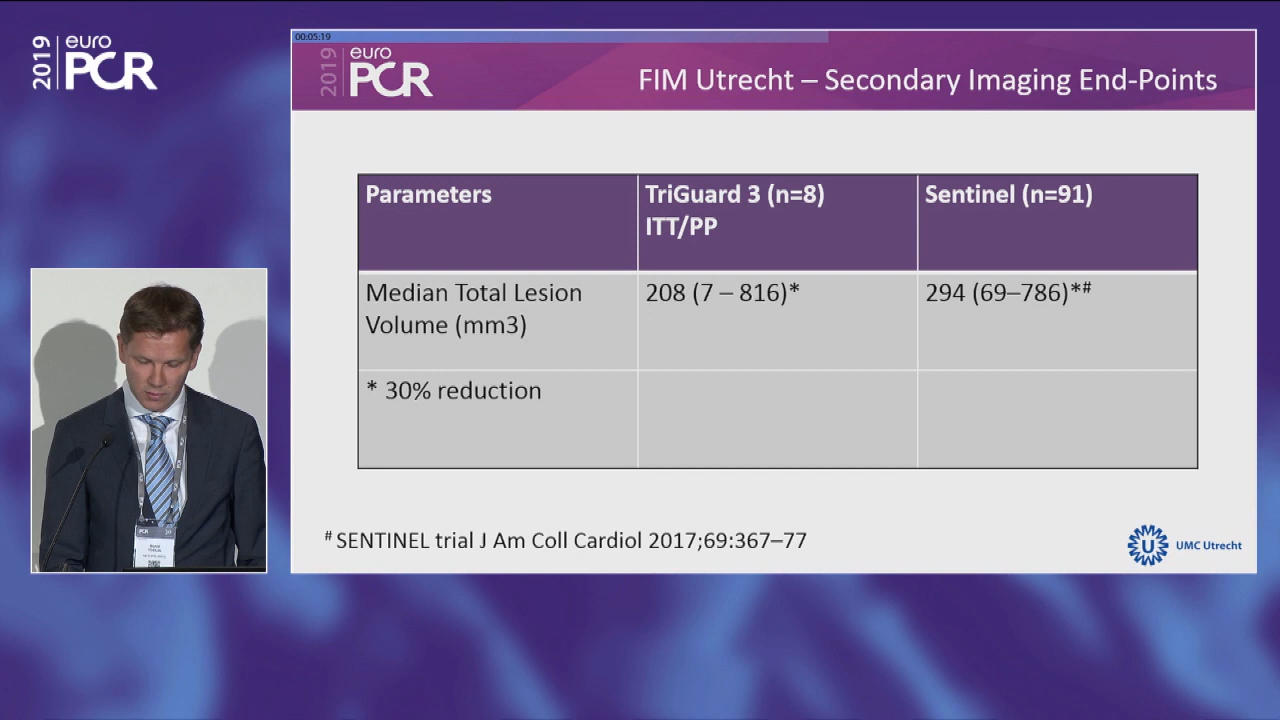 2019
euro
PCR
00:05:19
2019
euro
PCR
FIM Utrecht – Secondary Imaging End-Points
Parameters
TriGuard 3 (n=8)
ITT/PP
Sentinel (n=91)
Median Total Lesion
Volume (mm3)
208 (7 – 816)*
294 (69–786)*#
* 30% reduction
# SENTINEL trial J Am Coll Cardiol 2017;69:367–77
U
UMC Utrecht
PCR